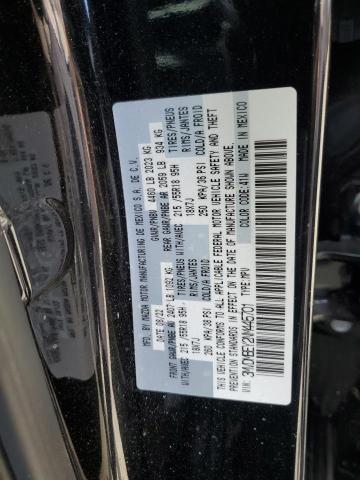 MFD BY: MAZDA MOTOR MANUFACTURING DE MEXICO S.A. DE C.V.
DATE: 08/22 GVWR/PNBV 4460 LB 2023 KG
FRONT GAWR/PNBE AR 2407 LB 1092 KG REAR GAWR/PNBE AR 2059 LB 934 KG
WITH/AVEC 215/55R18 95H TIRES/PNEUS WITH/AVEC 215/55R18 95H TIRES/PNEUS
18X7J RIMS/JANTES 18X7J RIMS/JANTES
250 KPA/36 PSI COLD/A FROID 250 KPA/36 PSI COLD/A FROID
THIS VEHICLE CONFORMS TO ALL APPLICABLE FEDERAL MOTOR VEHICLE SAFETY AND THEFT
PREVENTION STANDARDS IN EFFECT ON THE DATE OF MANUFACTURE SHOWN ABOVE.
TYPE: MPV COLOR CODE: 41W MADE IN MEXICO
VIN: